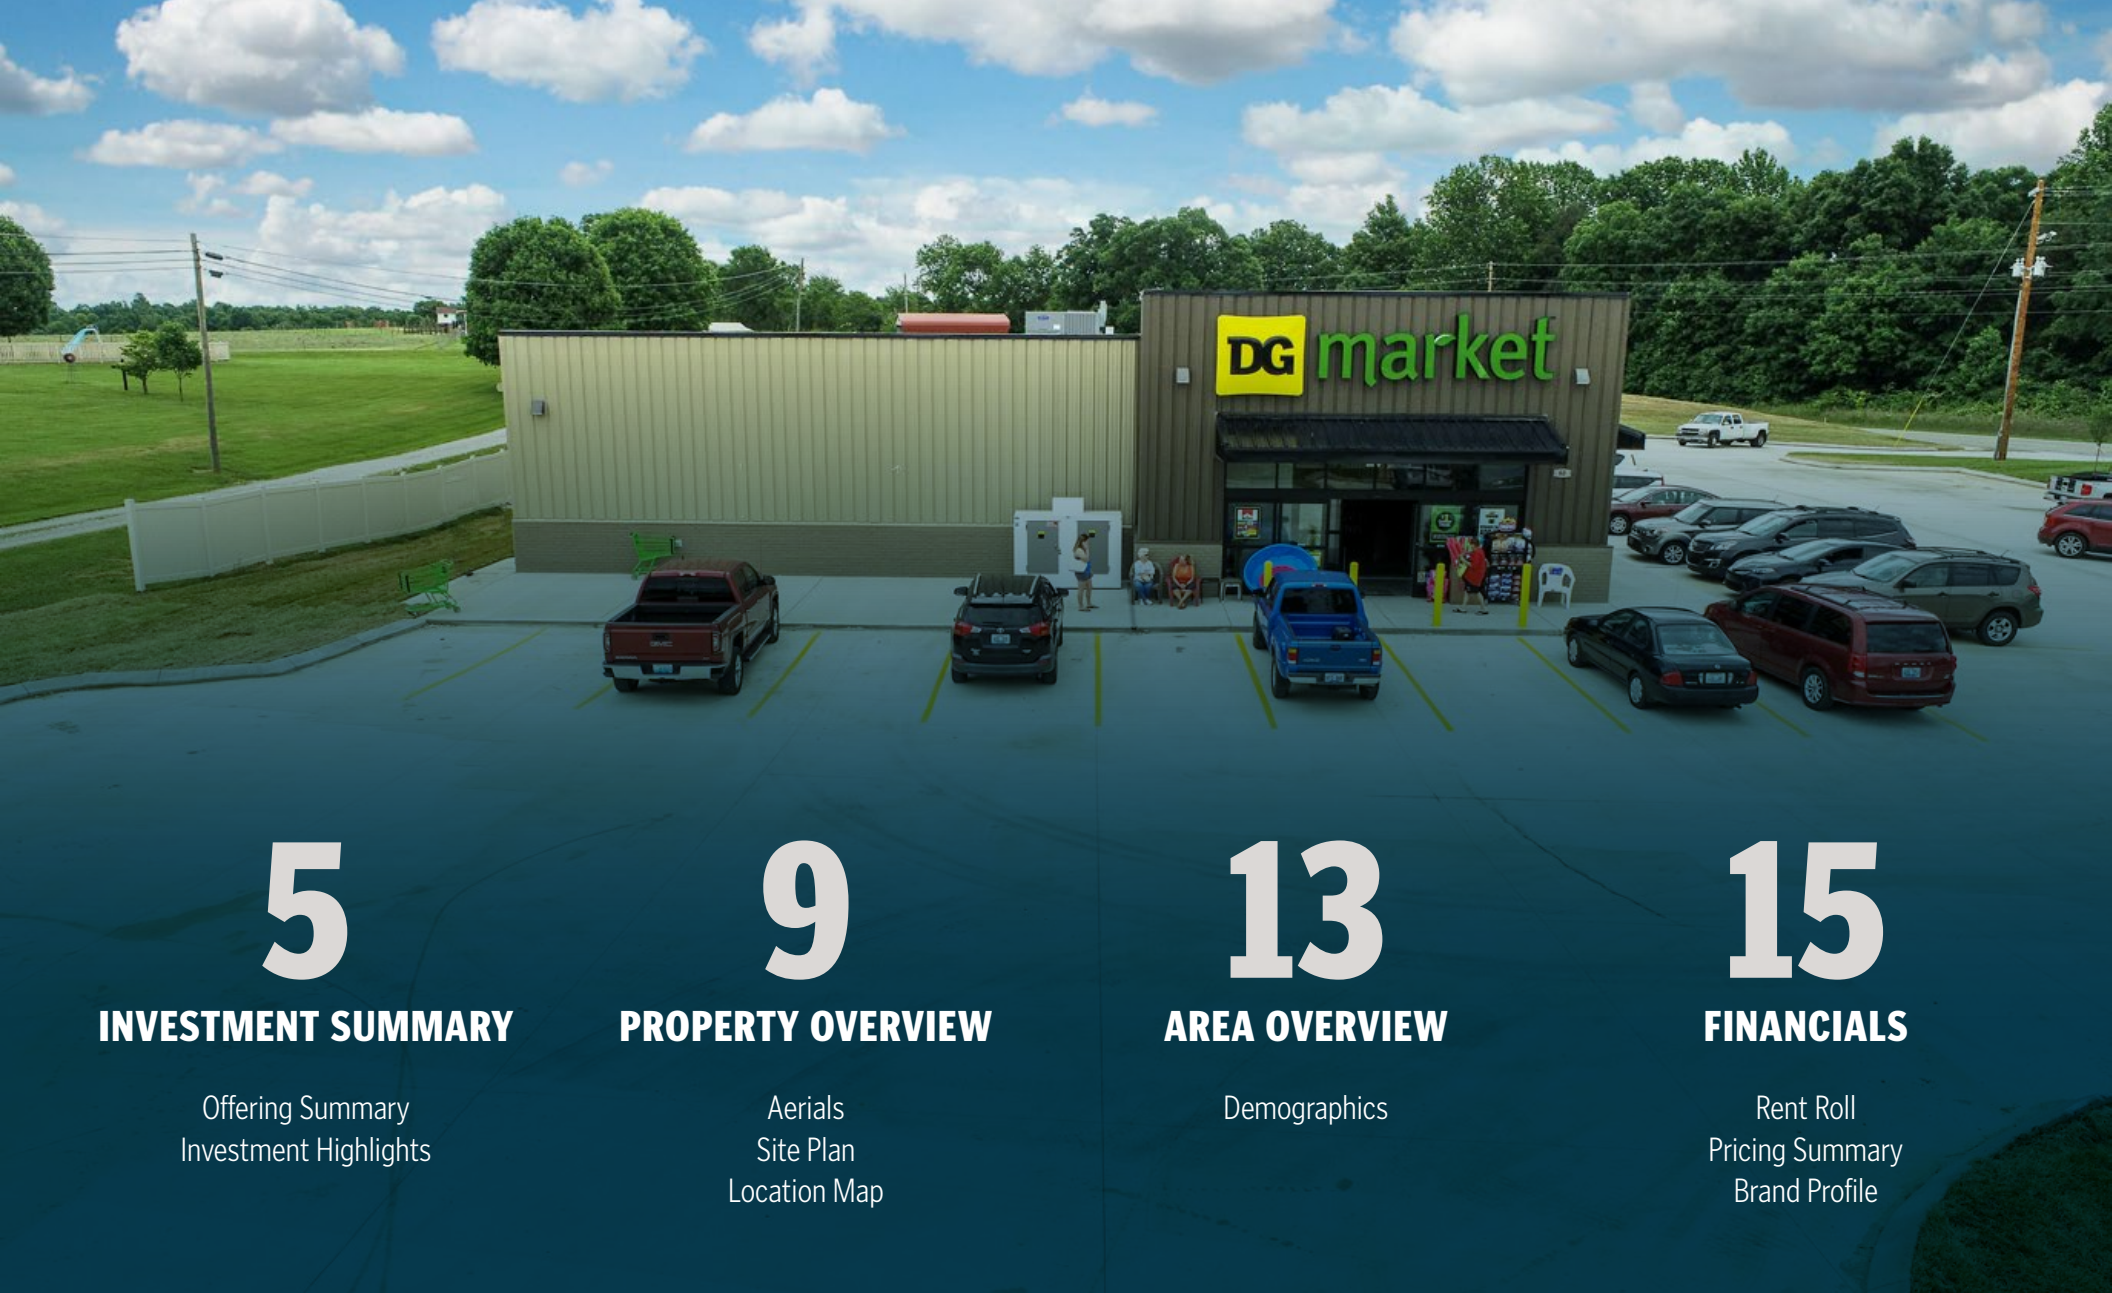 DG market
5
INVESTMENT SUMMARY
Offering Summary
Investment Highlights
9
PROPERTY OVERVIEW
Aerials
Site Plan
Location Map
13
AREA OVERVIEW
Demographics
15
FINANCIALS
Rent Roll
Pricing Summary
Brand Profile